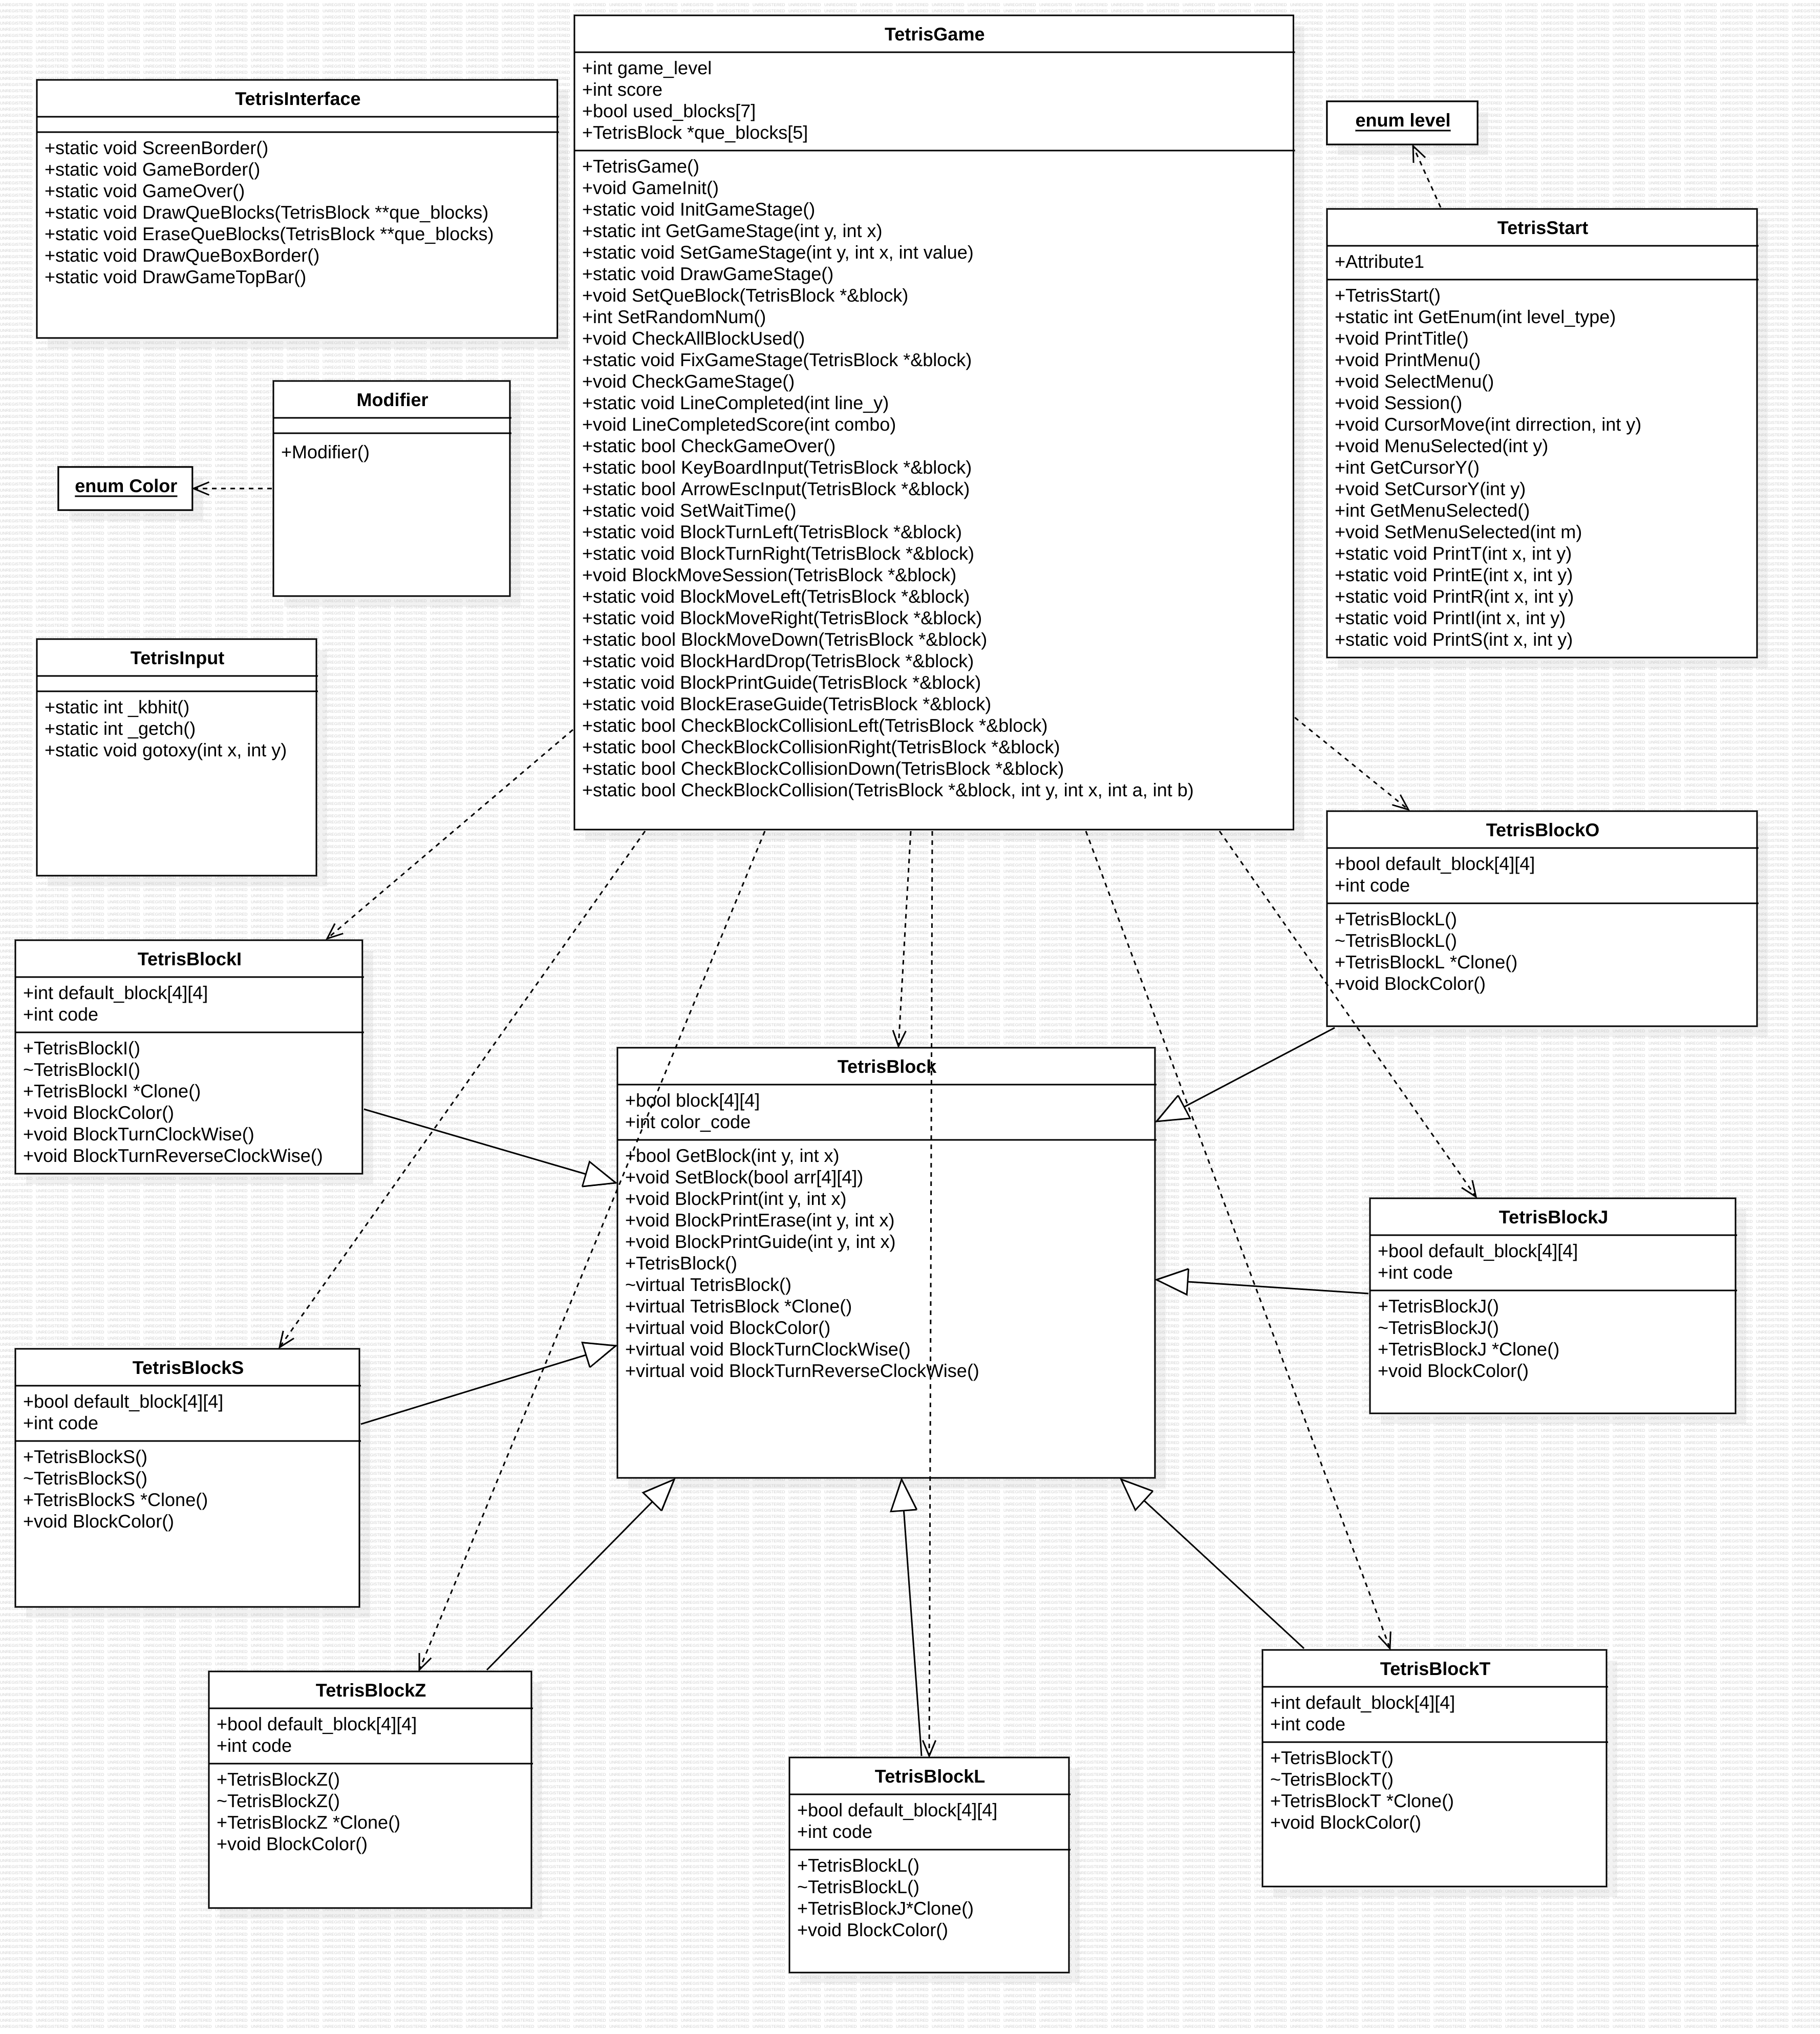 TetrisGame
+int game_level
+int score
+bool used_blocks[7]
+TetrisBlock *que_blocks[5]
+TetrisGame()
+void GameInit()
+static void InitGameStage()
+static int GetGameStage(int y, int x)
+static void SetGameStage(int y, int x, int value)
+static void DrawGameStage()
+void SetQueBlock(TetrisBlock *&block)
+int SetRandomNum()
+void CheckAllBlockUsed()
+static void FixGameStage(TetrisBlock *&block)
+void CheckGameStage()
+static void LineCompleted(int line_y)
+void LineCompletedScore(int combo)
+static bool CheckGameOver()
+static bool KeyBoardInput(TetrisBlock *&block)
+static bool ArrowEscInput(TetrisBlock *&block)
+static void SetWaitTime()
+static void BlockTurnLeft(TetrisBlock *&block)
+static void BlockTurnRight(TetrisBlock *&block)
+void BlockMoveSession(TetrisBlock *&block)
+static void BlockMoveLeft(TetrisBlock *&block)
+static void BlockMoveRight(TetrisBlock *&block)
+static bool BlockMoveDown(TetrisBlock *&block)
+static void BlockHardDrop(TetrisBlock *&block)
+static void BlockPrintGuide(TetrisBlock *&block)
+static void BlockEraseGuide(TetrisBlock *&block)
+static bool CheckBlockCollisionLeft(TetrisBlock *&block)
+static bool CheckBlockCollisionRight(TetrisBlock *&block)
+static bool CheckBlockCollisionDown(TetrisBlock *&block)
+static bool CheckBlockCollision(TetrisBlock *&block, int y, int x, int a, int b)
TetrisInterface
+static void ScreenBorder()
+static void GameBorder()
+static void GameOver()
+static void DrawQueBlocks(TetrisBlock **que_blocks)
+static void EraseQueBlocks(TetrisBlock **que_blocks)
+static void DrawQueBoxBorder()
+static void DrawGameTopBar()
enum level
TetrisStart
+Attribute1
+TetrisStart()
+static int GetEnum(int level_type)
+void PrintTitle()
+void PrintMenu()
+void SelectMenu()
+void Session()
+void CursorMove(int dirrection, int y)
+void MenuSelected(int y)
+int GetCursorY()
+void SetCursorY(int y)
+int GetMenuSelected()
+void SetMenuSelected(int m)
+static void PrintT(int x, int y)
+static void PrintE(int x, int y)
+static void PrintR(int x, int y)
+static void PrintI(int x, int y)
+static void PrintS(int x, int y)
Modifier
+Modifier()
enum Color
TetrisInput
+static int _kbhit()
+static int _getch()
+static void gotoxy(int x, int y)
TetrisBlockO
+bool default_block[4][4]
+int code
+TetrisBlockL()
~TetrisBlockL()
+TetrisBlockL *Clone()
+void BlockColor()
TetrisBlockI
+int default_block[4][4]
+int code
+TetrisBlockI()
~TetrisBlockI()
+TetrisBlockI *Clone()
+void BlockColor()
+void BlockTurnClockWise()
+void BlockTurnReverseClockWise()
TetrisBlock
+bool block[4][4]
+int color_code
+bool GetBlock(int y, int x)
+void SetBlock(bool arr[4][4])
+void BlockPrint(int y, int x)
+void BlockPrintErase(int y, int x)
+void BlockPrintGuide(int y, int x)
+TetrisBlock()
~virtual TetrisBlock()
+virtual TetrisBlock *Clone()
+virtual void BlockColor()
+virtual void BlockTurnClockWise()
+virtual void BlockTurnReverseClockWise()
TetrisBlockJ
+bool default_block[4][4]
+int code
+TetrisBlockJ()
~TetrisBlockJ()
+TetrisBlockJ *Clone()
+void BlockColor()
TetrisBlockS
+bool default_block[4][4]
+int code
+TetrisBlockS()
~TetrisBlockS()
+TetrisBlockS *Clone()
+void BlockColor()
TetrisBlockZ
+bool default_block[4][4]
+int code
+TetrisBlockZ()
~TetrisBlockZ()
+TetrisBlockZ *Clone()
+void BlockColor()
TetrisBlockL
+bool default_block[4][4]
+int code
+TetrisBlockL()
~TetrisBlockL()
+TetrisBlockJ*Clone()
+void BlockColor()
TetrisBlockT
+int default_block[4][4]
+int code
+TetrisBlockT()
~TetrisBlockT()
+TetrisBlockT *Clone()
+void BlockColor()